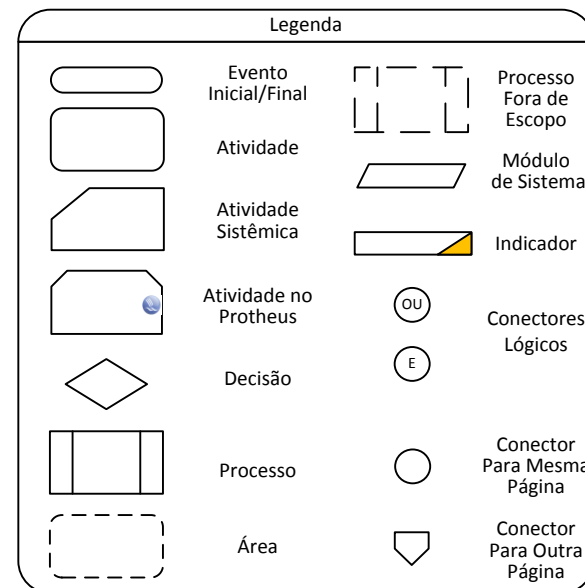 Legenda
Evento
Inicial/Final
Atividade
Atividade
Sistêmica
Atividade no
Protheus
Decisão
Processo
Área
Processo
Fora de
Escopo
Módulo
de Sistema
Indicador
OU
E
Conectores
Lógicos
Conector
Para Mesma
Página
Conector
Para Outra
Página